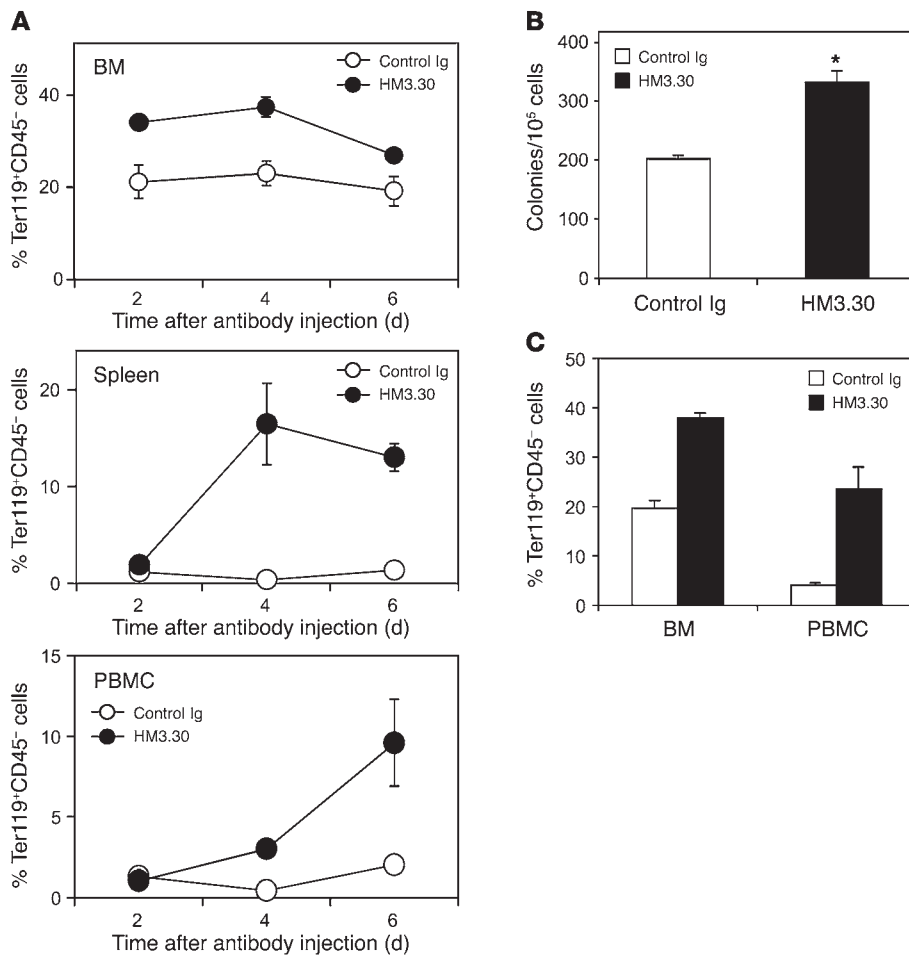 A
BM
Control Ig
HM3.30
40
20
0
% Ter119⁺CD45⁻ cells
2 4 6
Time after antibody injection (d)
Spleen
Control Ig
HM3.30
20
10
0
% Ter119⁺CD45⁻ cells
2 4 6
Time after antibody injection (d)
PBMC
Control Ig
HM3.30
15
10
5
0
% Ter119⁺CD45⁻ cells
2 4 6
Time after antibody injection (d)
B
Control Ig
HM3.30
*
400
300
200
100
0
Colonies/10⁵ cells
Control Ig HM3.30
C
Control Ig
HM3.30
50
40
30
20
10
0
% Ter119⁺CD45⁻ cells
BM PBMC